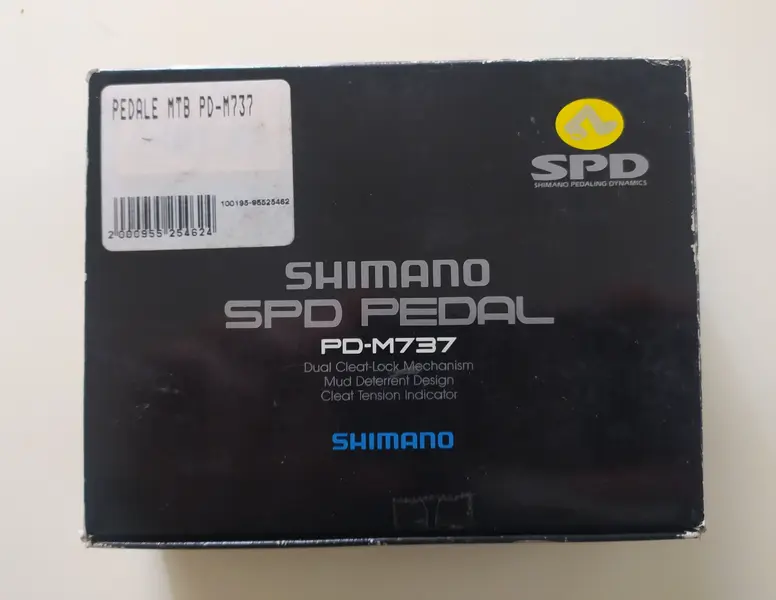 PEDALE MTB PD-M737
100195-95525462
2 000955 254624
SPD
SHIMANO PEDALING DYNAMICS
SHIMANO
SPD PEDAL
PD-M737
Dual Cleat-Lock Mechanism
Mud Deterrent Design
Cleat Tension Indicator
SHIMANO